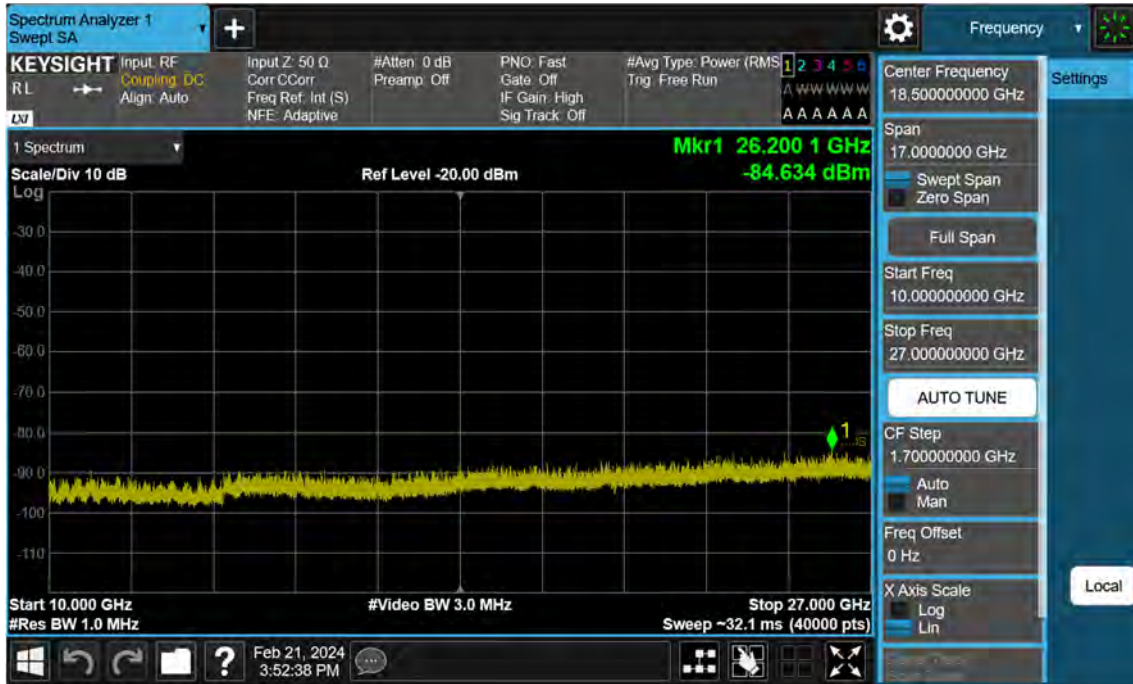 Spectrum Analyzer 1
Swept SA
+
Frequency
KEYSIGHT
RL
LXI
Input: RF
Coupling: DC
Align: Auto
Input Z: 50 Ω
Corr CCorr
Freq Ref: Int (S)
NFE: Adaptive
#Atten: 0 dB
Preamp: Off
PNO: Fast
Gate: Off
IF Gain: High
Sig Track: Off
#Avg Type: Power (RMS
Trig: Free Run
1 2 3 4 5 6
A W W W W W
A A A A A A
Center Frequency
18.500000000 GHz
Settings
Span
17.0000000 GHz
Swept Span
Zero Span
Full Span
Start Freq
10.000000000 GHz
Stop Freq
27.000000000 GHz
AUTO TUNE
CF Step
1.700000000 GHz
Auto
Man
Freq Offset
0 Hz
X Axis Scale
Log
Lin
Local
1 Spectrum
Mkr1 26.200 1 GHz
-84.634 dBm
Scale/Div 10 dB
Ref Level -20.00 dBm
Log
-30.0
-40.0
-50.0
-60.0
-70.0
-80.0
-90.0
-100
-110
1
Start 10.000 GHz
#Video BW 3.0 MHz
Stop 27.000 GHz
#Res BW 1.0 MHz
Sweep ~32.1 ms (40000 pts)
?
Feb 21, 2024
3:52:38 PM